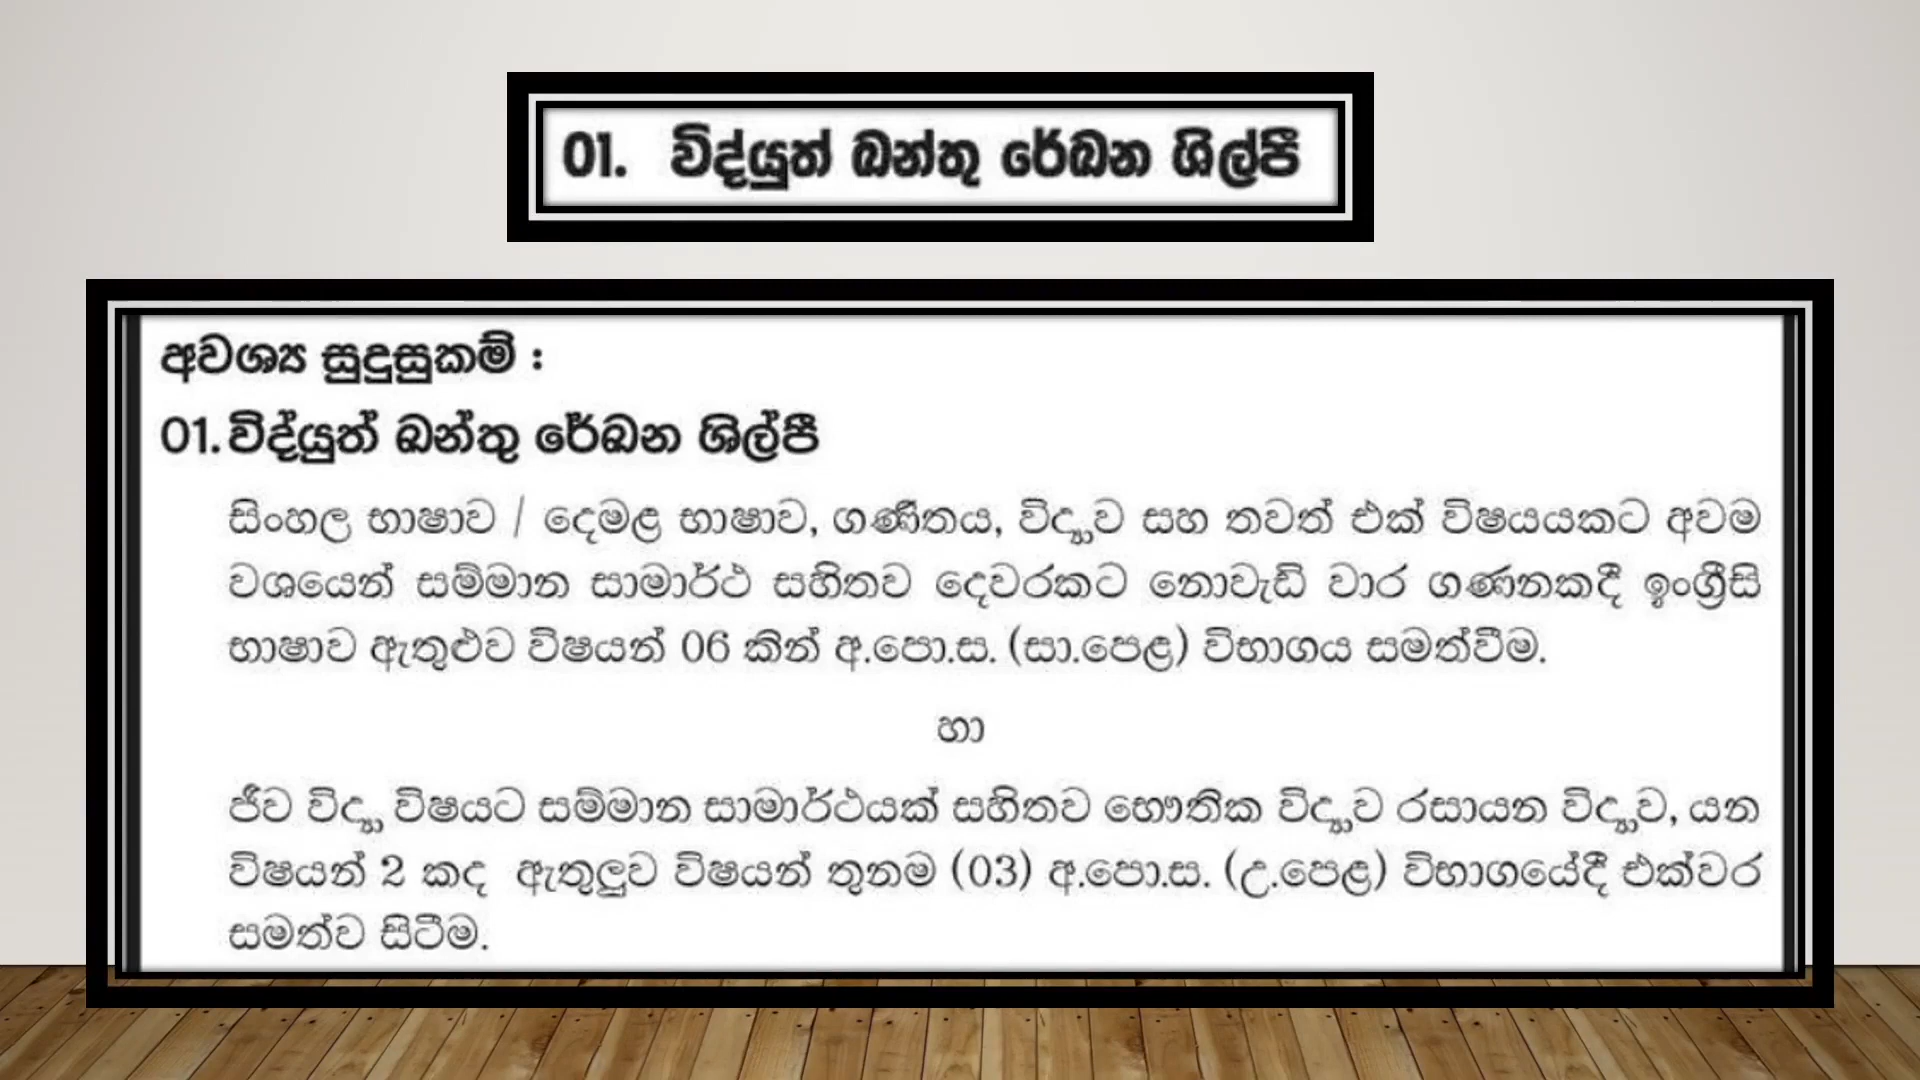 01. විද්යුත් ඛන්තු රේඛන ශිල්පී
අවශ්‍ය සුදුසුකම් :
01. විද්යුත් ඛන්තු රේඛන ශිල්පී
සිංහල භාෂාව / දෙමළ භාෂාව, ගණිතය, විද්‍යාව සහ තවත් එක් විෂයයකට අවම
වශයෙන් සම්මාන සාමාර්ථ සහිතව දෙවරකට නොවැඩි වාර ගණනකදී ඉංග්‍රීසි
භාෂාව ඇතුළුව විෂයන් 06 කින් අ.පො.ස. (සා.පෙළ) විභාගය සමත්වීම.
හා
ජීව විද්‍යා විෂයට සම්මාන සාමාර්ථයක් සහිතව භෞතික විද්‍යාව රසායන විද්‍යාව, යන
විෂයන් 2 කද ඇතුලුව විෂයන් තුනම (03) අ.පො.ස. (උ.පෙළ) විභාගයේදී එක්වර
සමත්ව සිටීම.